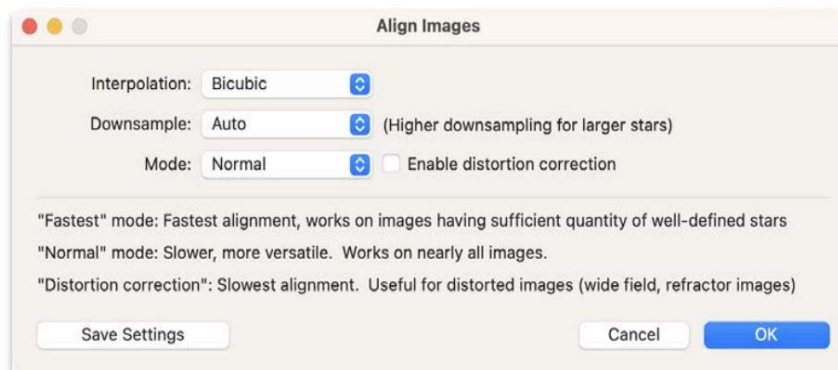 Align Images
Interpolation: Bicubic
Downsample: Auto (Higher downsampling for larger stars)
Mode: Normal Enable distortion correction
"Fastest" mode: Fastest alignment, works on images having sufficient quantity of well-defined stars
"Normal" mode: Slower, more versatile. Works on nearly all images.
"Distortion correction": Slowest alignment. Useful for distorted images (wide field, refractor images)
Save Settings Cancel OK